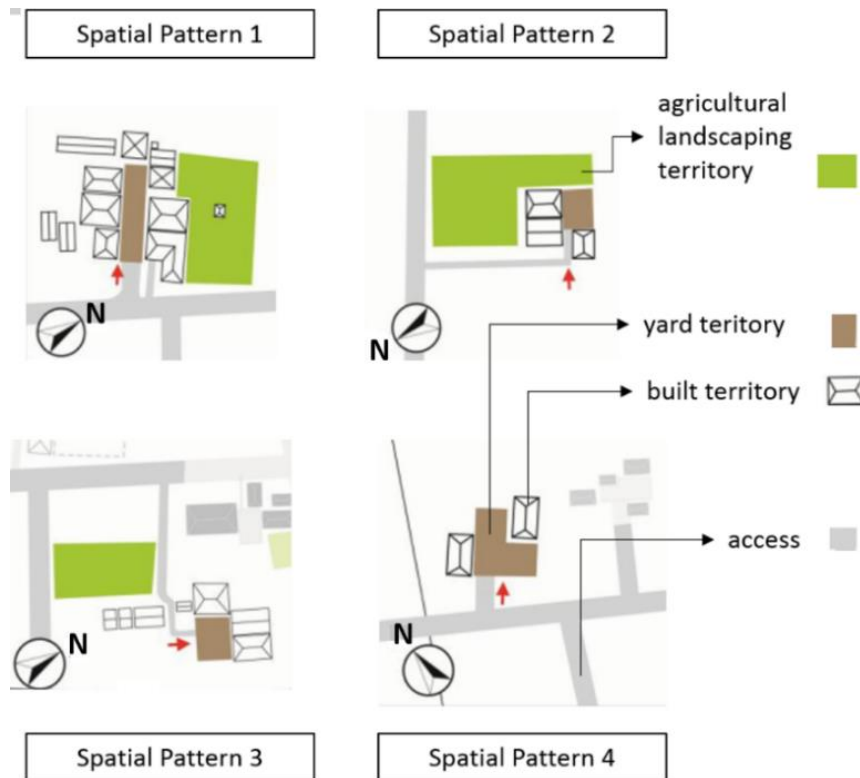 Spatial Pattern 1
Spatial Pattern 2
agricultural
landscaping
territory
N
N
yard teritory
built territory
N
N
access
Spatial Pattern 3
Spatial Pattern 4